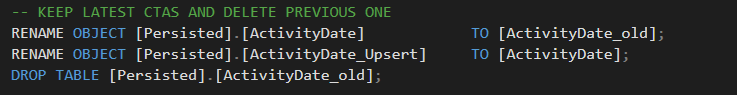 -- KEEP LATEST CTAS AND DELETE PREVIOUS ONE
RENAME OBJECT [Persisted].[ActivityDate] TO [ActivityDate_old];
RENAME OBJECT [Persisted].[ActivityDate_Upsert] TO [ActivityDate];
DROP TABLE [Persisted].[ActivityDate_old];